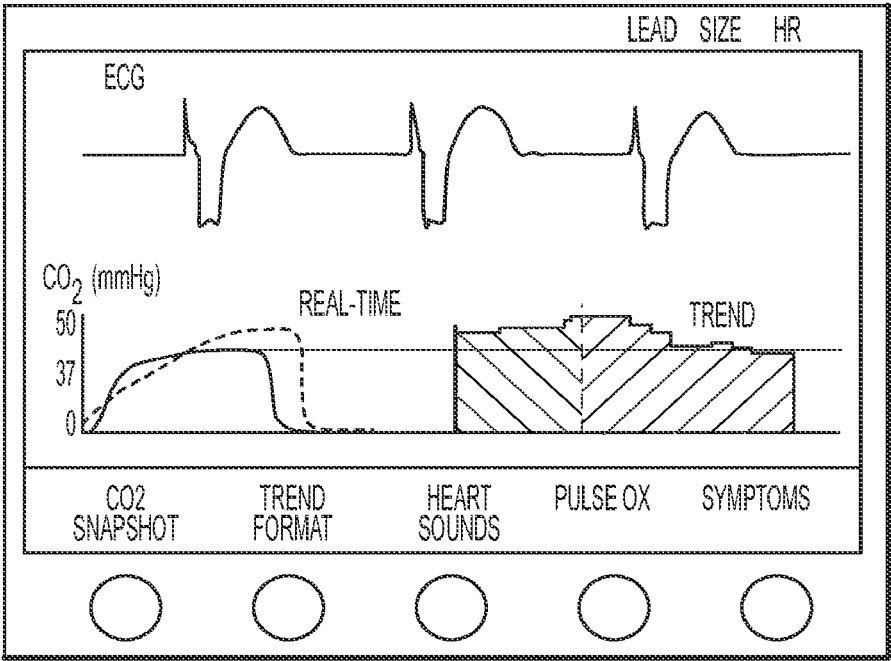 LEAD SIZE HR
ECG
CO2 (mmHg)
REAL-TIME
TREND
50
37
0
CO2 SNAPSHOT
TREND FORMAT
HEART SOUNDS
PULSE OX
SYMPTOMS